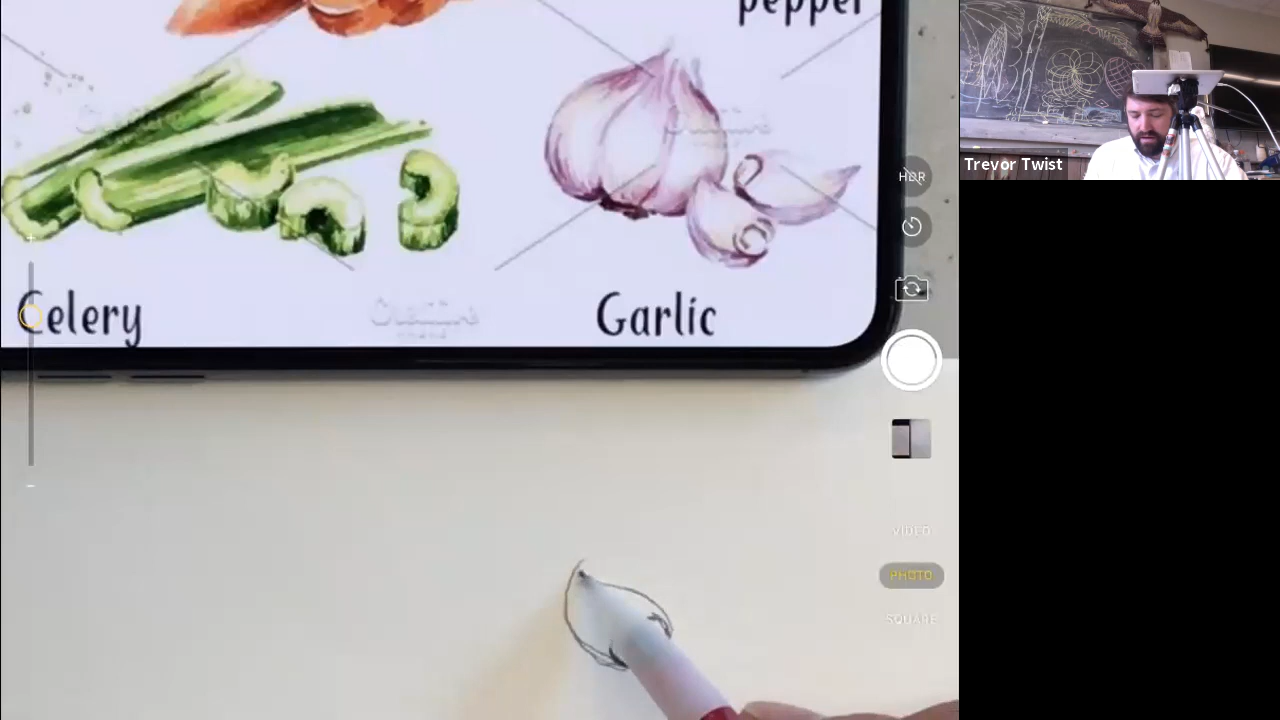 pepper
Trevor Twist
HDR
Celery
Garlic
VIDEO
PHOTO
SQUARE